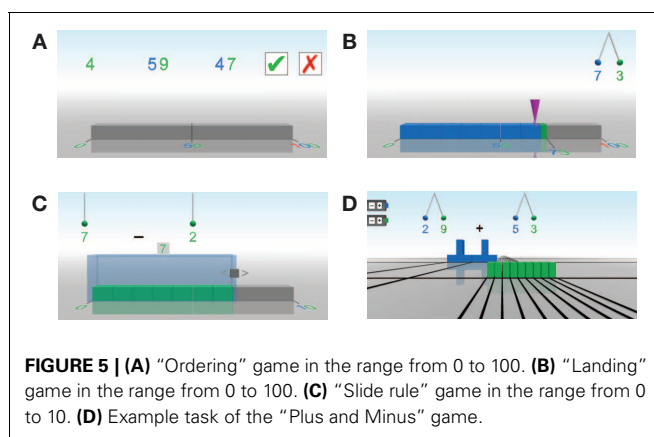 A
4 59 47
B
7 3
C
7 − 2
7
D
2 9 + 5 3
FIGURE 5 | (A) “Ordering” game in the range from 0 to 100. (B) “Landing”
game in the range from 0 to 100. (C) “Slide rule” game in the range from 0
to 10. (D) Example task of the “Plus and Minus” game.